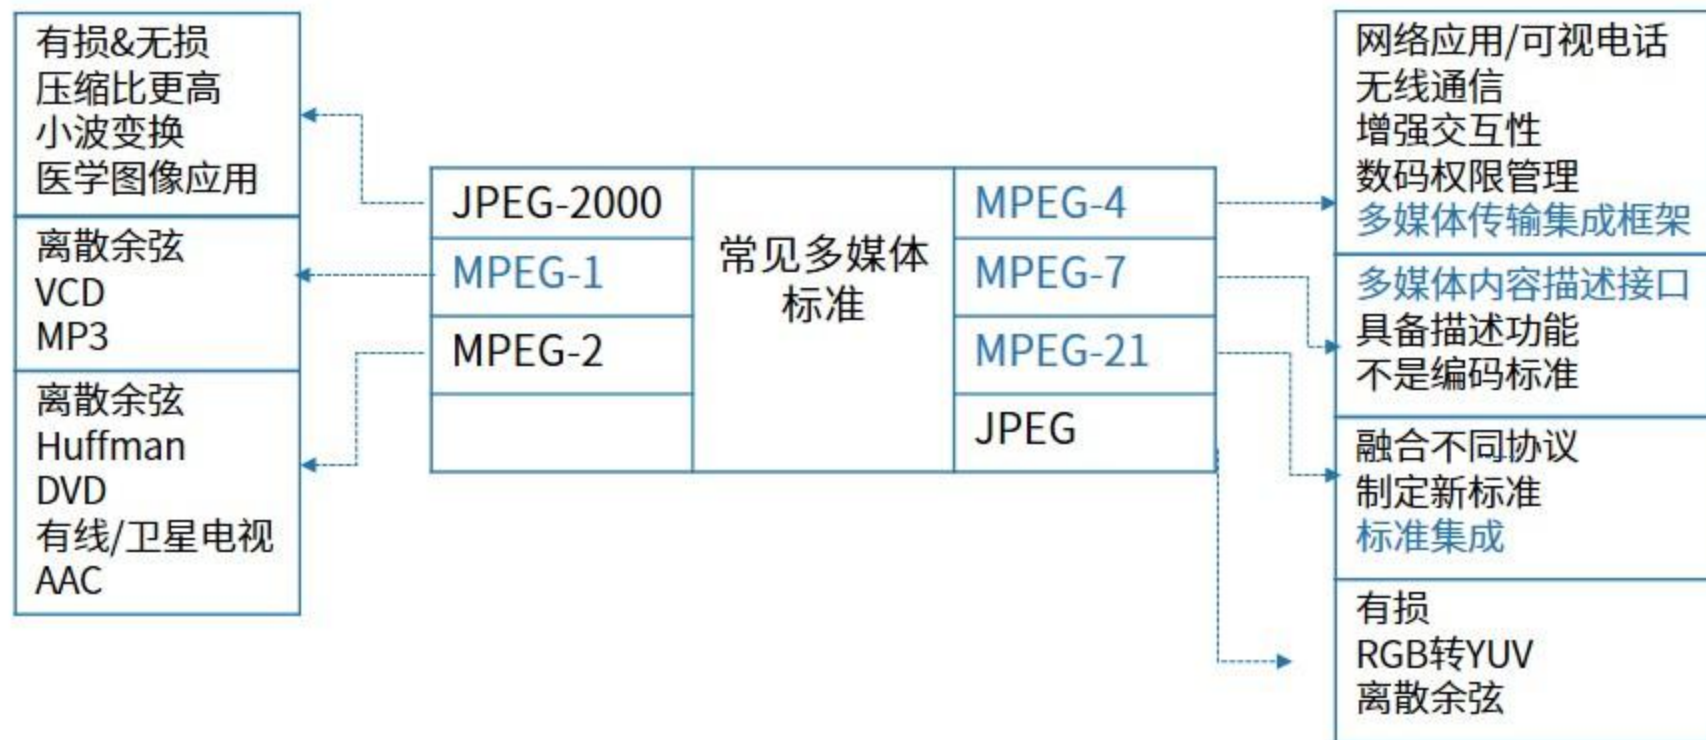 有损&无损
压缩比更高
小波变换
医学图像应用
离散余弦
VCD
MP3
离散余弦
Huffman
DVD
有线/卫星电视
AAC
JPEG-2000
MPEG-1
MPEG-2
常见多媒体
标准
MPEG-4
MPEG-7
MPEG-21
JPEG
网络应用/可视电话
无线通信
增强交互性
数码权限管理
多媒体传输集成框架
多媒体内容描述接口
具备描述功能
不是编码标准
融合不同协议
制定新标准
标准集成
有损
RGB转YUV
离散余弦